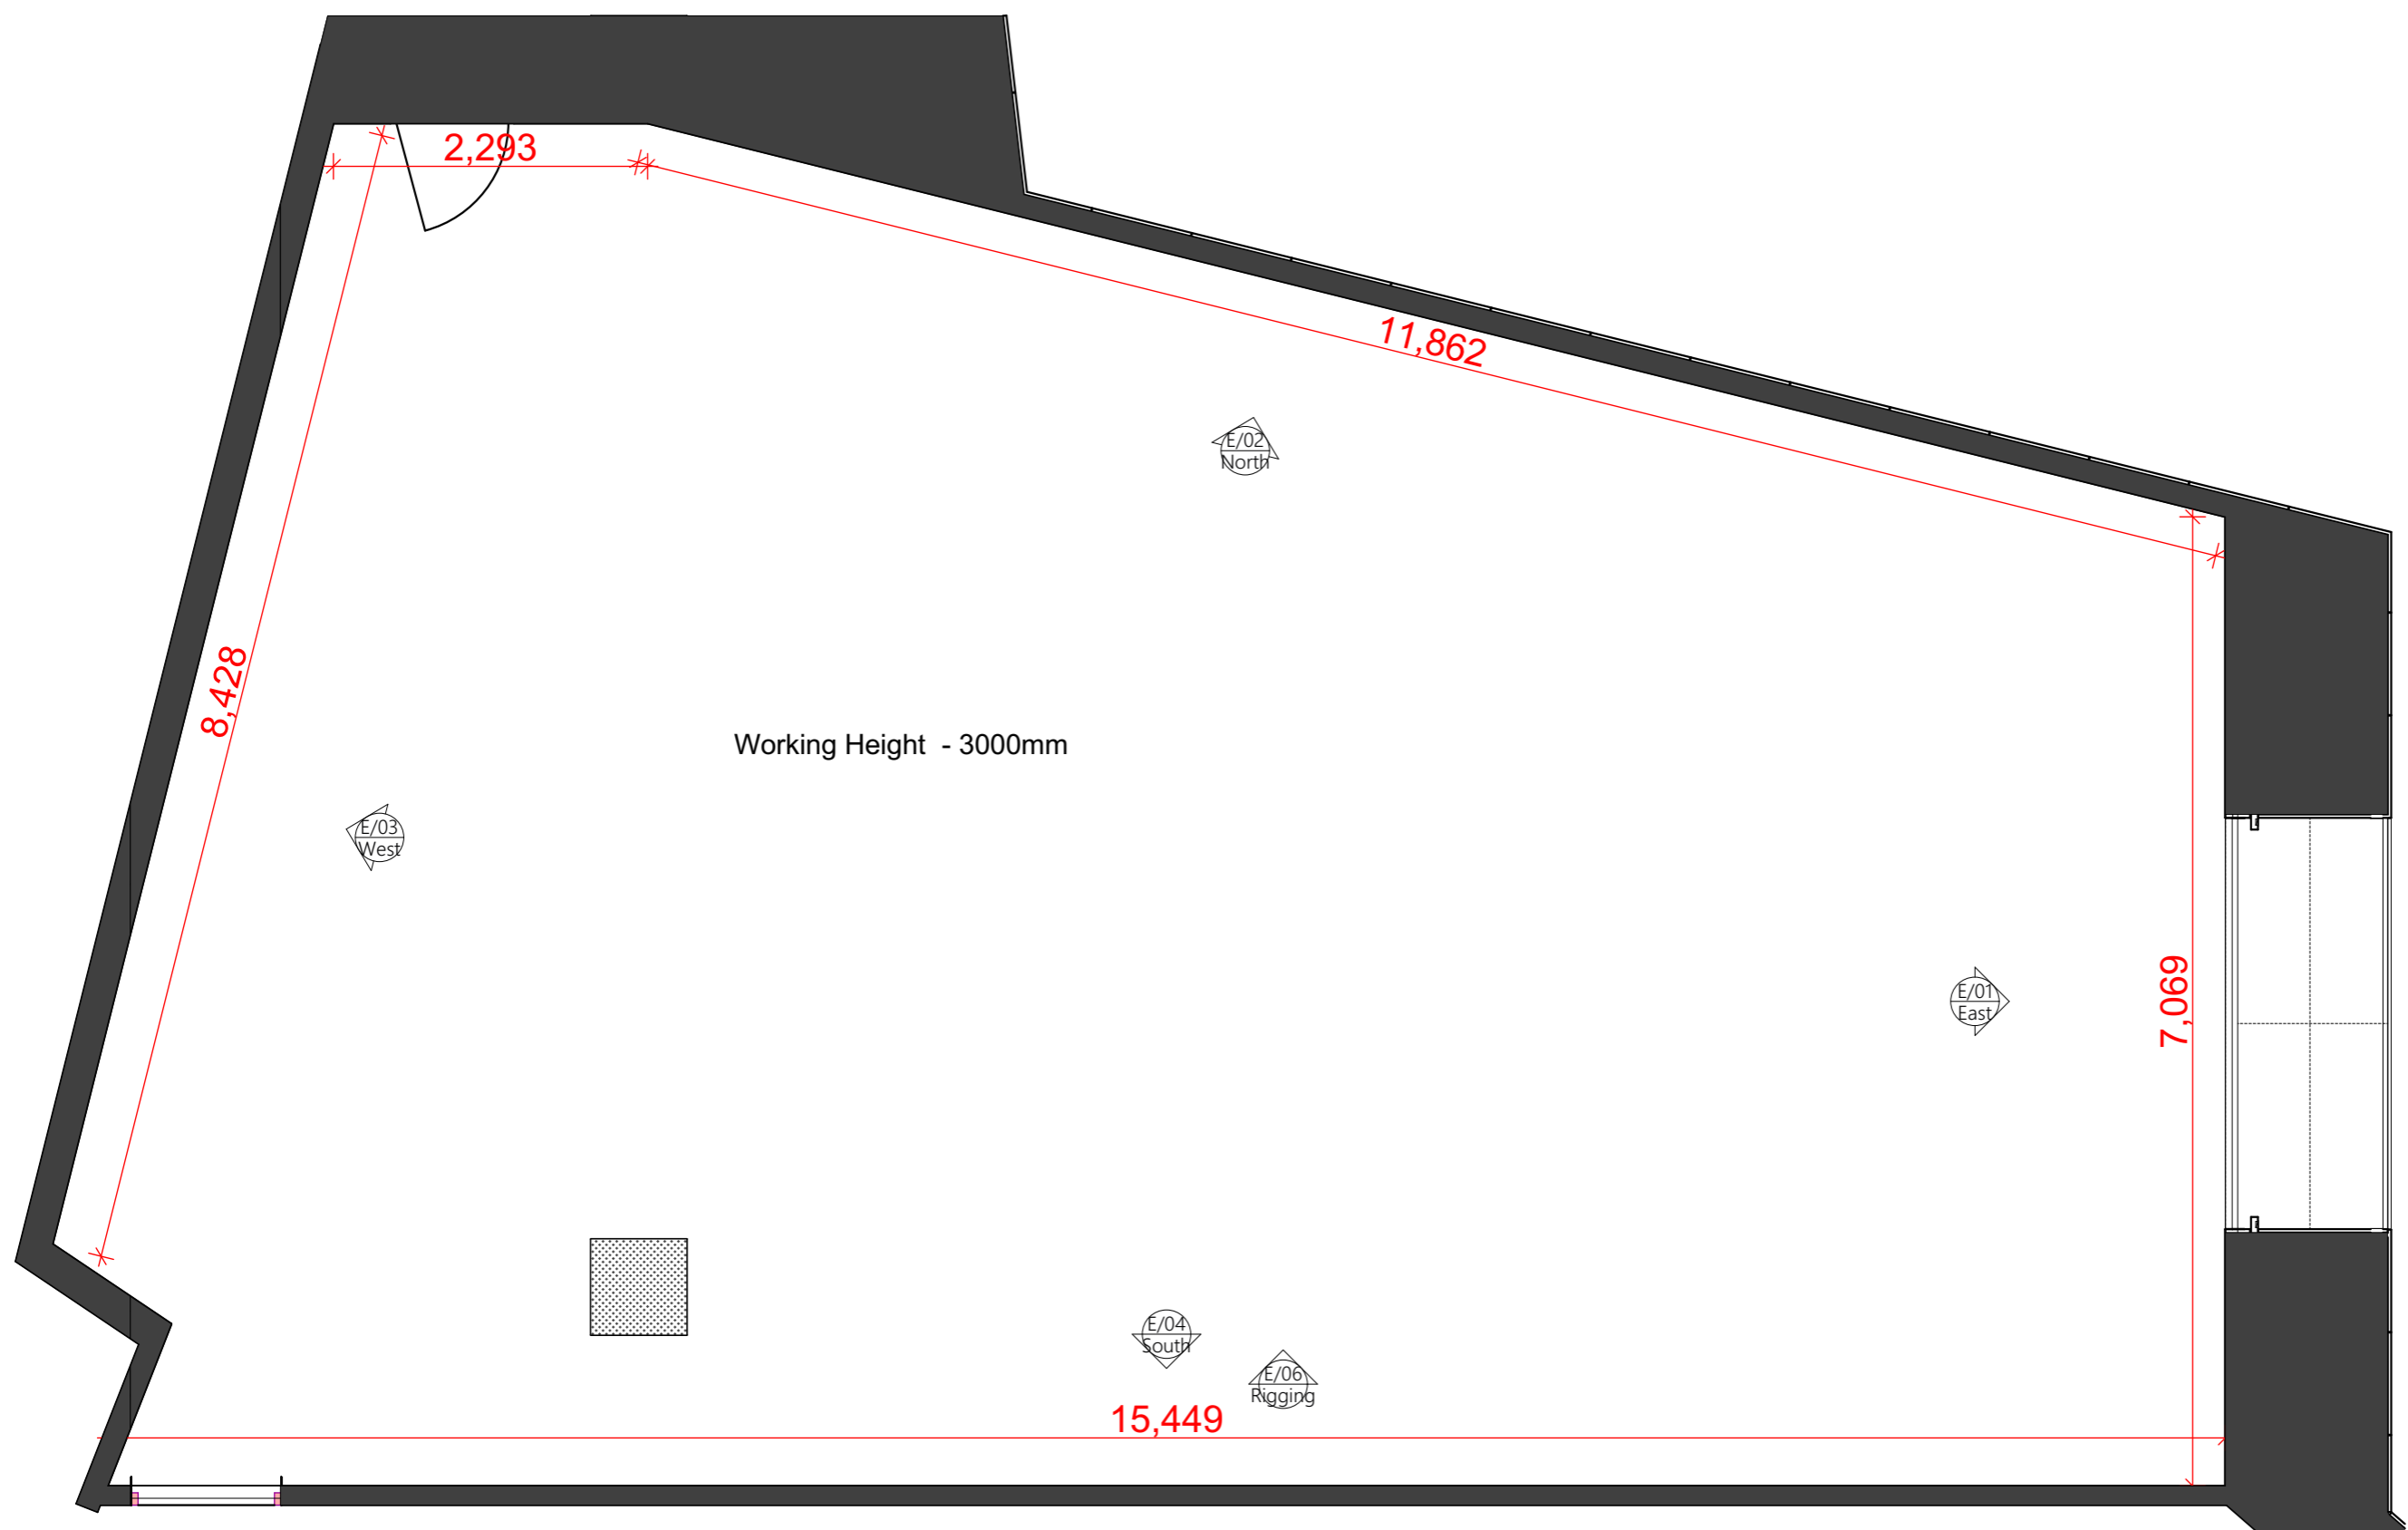 2,293
11,862
E/02
North
8,428
Working Height  - 3000mm
E/03
West
E/01
East
7,069
E/04
South
E/06
Rigging
15,449